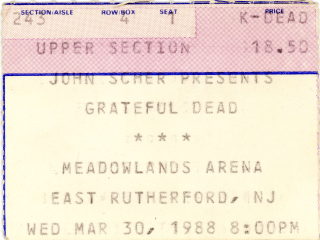 SECTION/AISLE ROW/BOX SEAT PRICE
243 4 1 K-DEAD
UPPER SECTION 18.50
JOHN SCHER PRESENTS
GRATEFUL DEAD
* * *
MEADOWLANDS ARENA
EAST RUTHERFORD, NJ
WED MAR 30, 1988 8:00PM